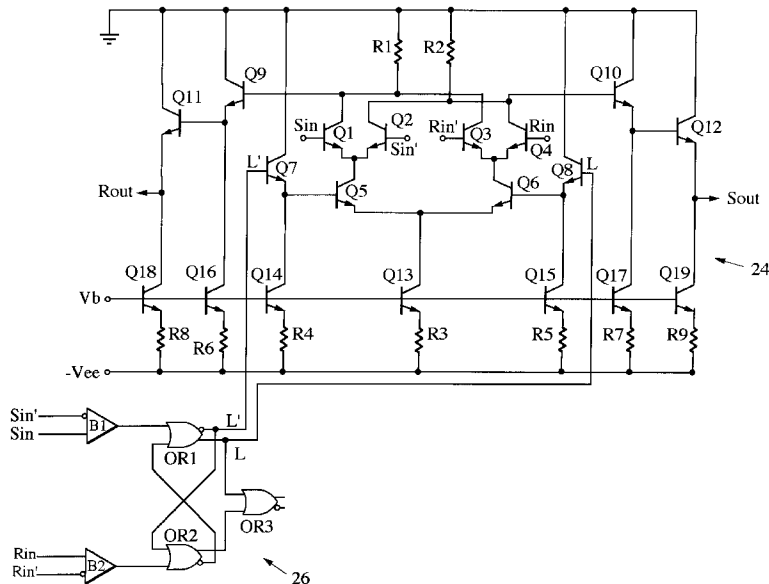 R1 R2
Q9
Q10
Q11
Sin
Q1
Q2
Sin'
Rin'
Q3
Rin
Q4
Q12
L'
Q7
Q5
Q6
Q8
L
Rout
Sout
Q18
Q16
Q14
Q13
Q15
Q17
Q19
24
Vb
R8
R6
R4
R3
R5
R7
R9
-Vee
Sin'
Sin
B1
OR1
L'
L
OR2
OR3
Rin
Rin'
B2
26